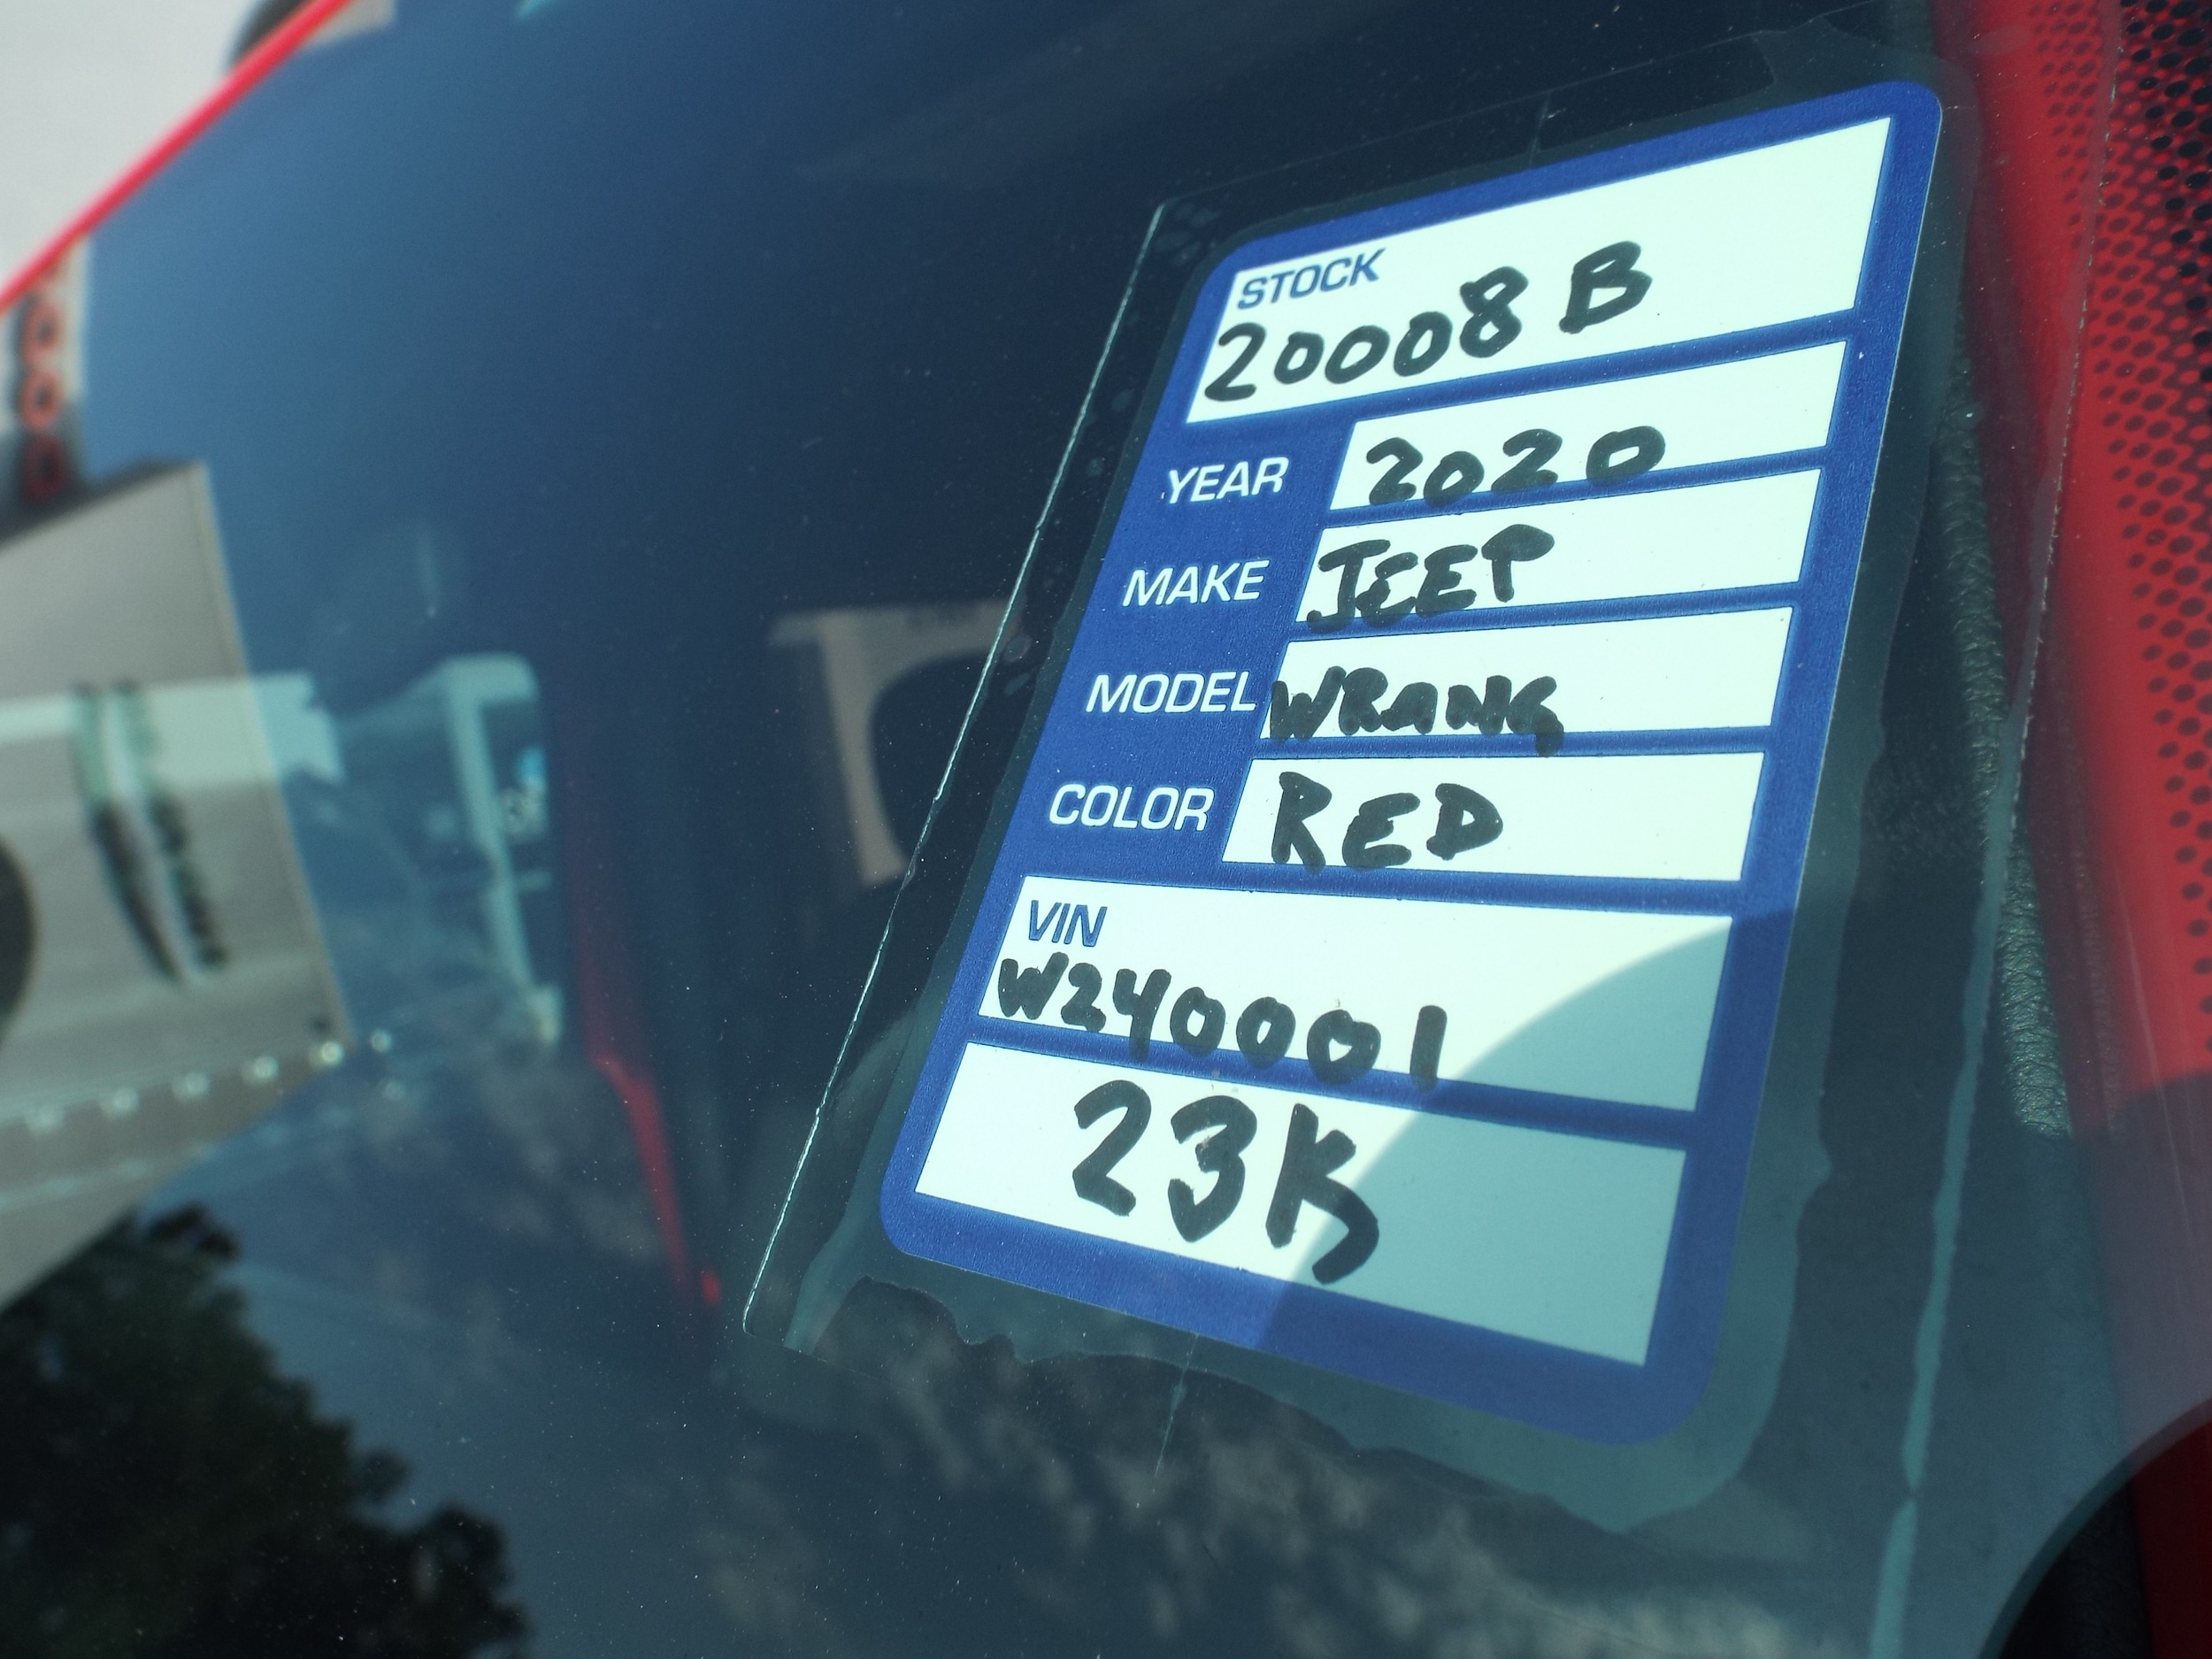 STOCK
20008 B
YEAR 2020
MAKE JEEP
MODEL WRANG
COLOR RED
VIN
W240001
23K